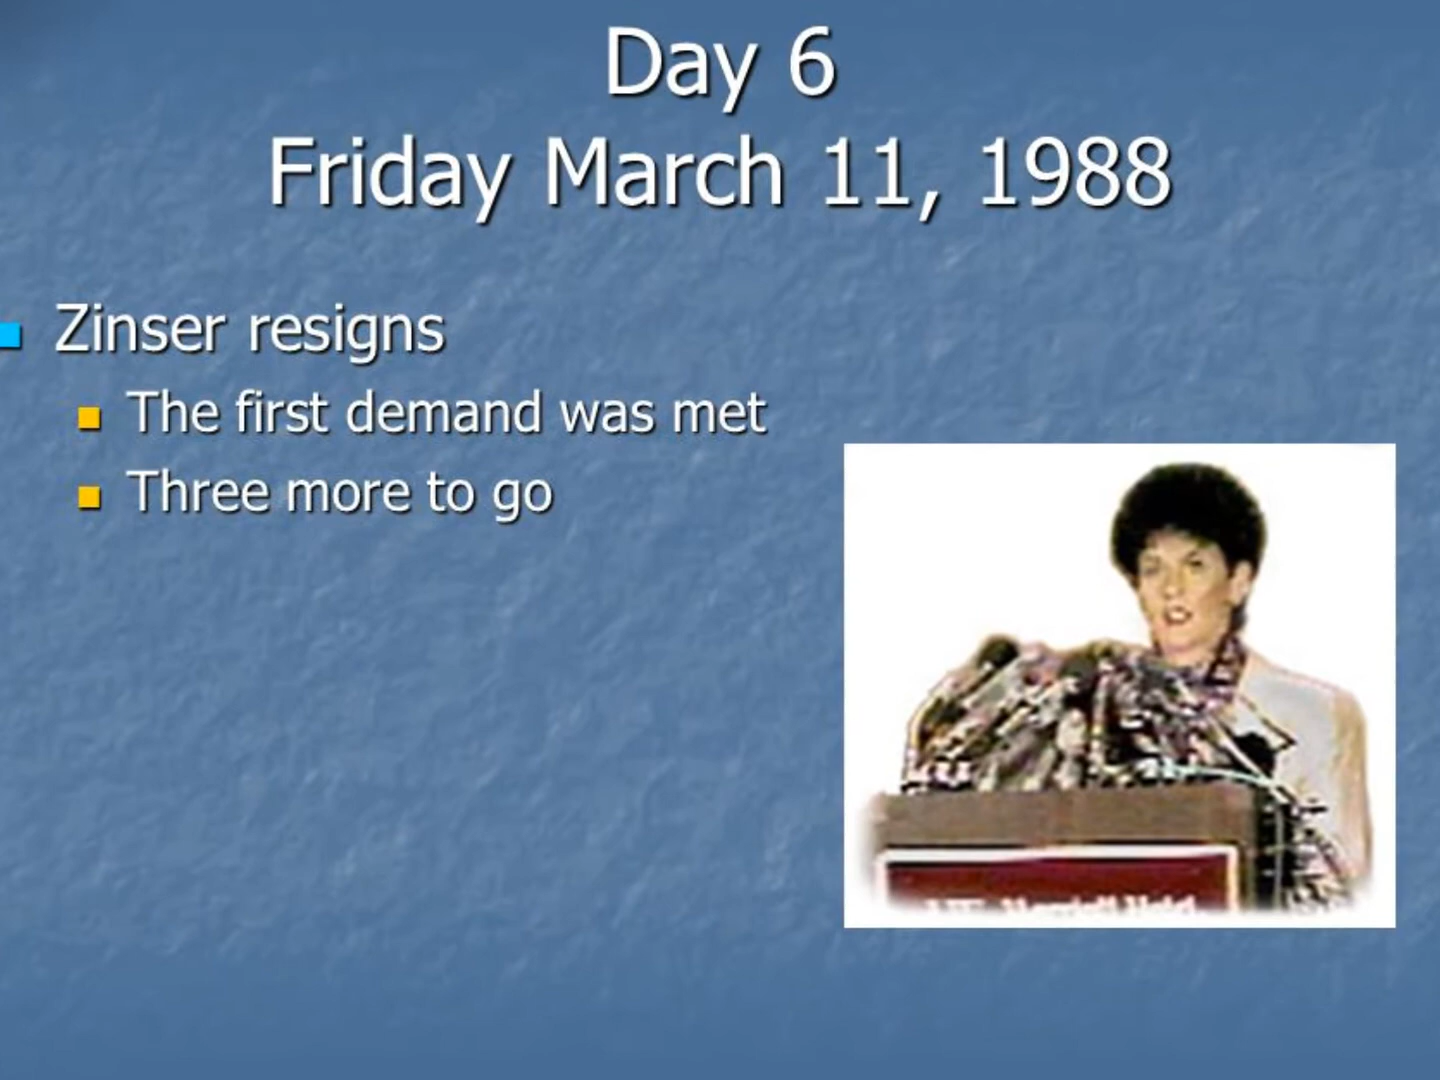 Day 6
Friday March 11, 1988
Zinser resigns
The first demand was met
Three more to go